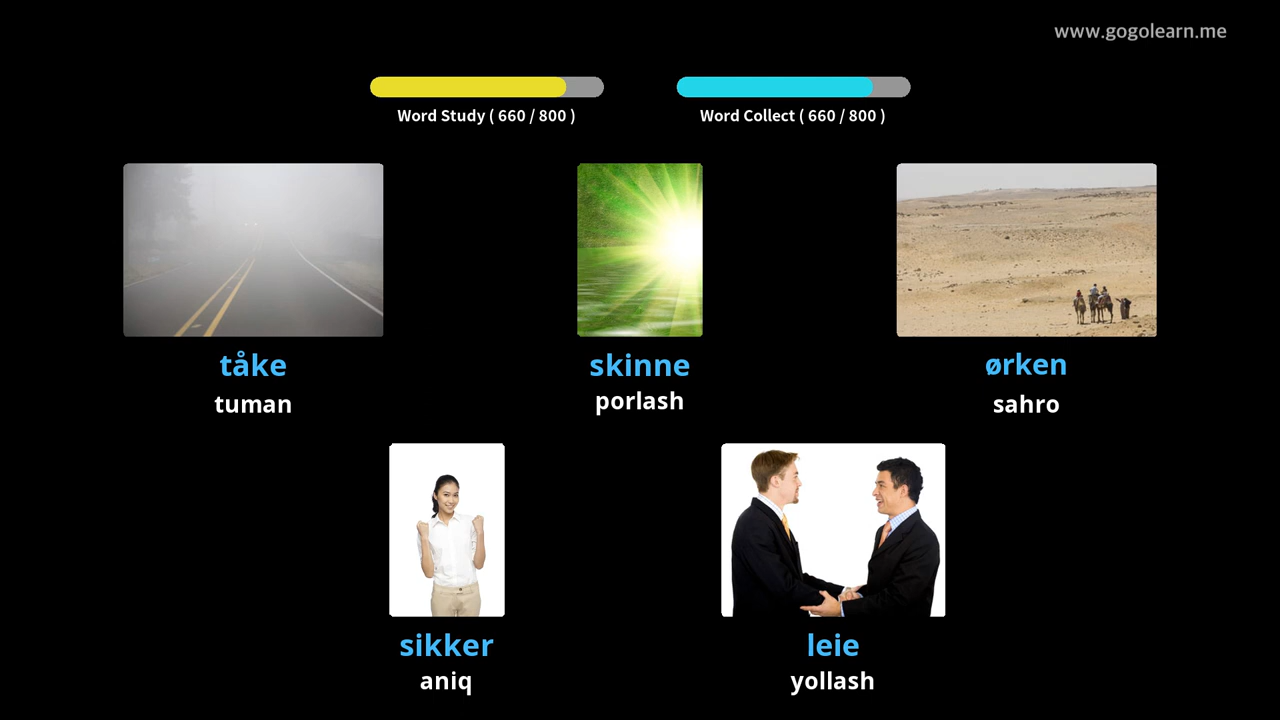 www.gogolearn.me
Word Study ( 660 / 800 )
Word Collect ( 660 / 800 )
tåke
tuman
skinne
porlash
ørken
sahro
sikker
aniq
leie
yollash